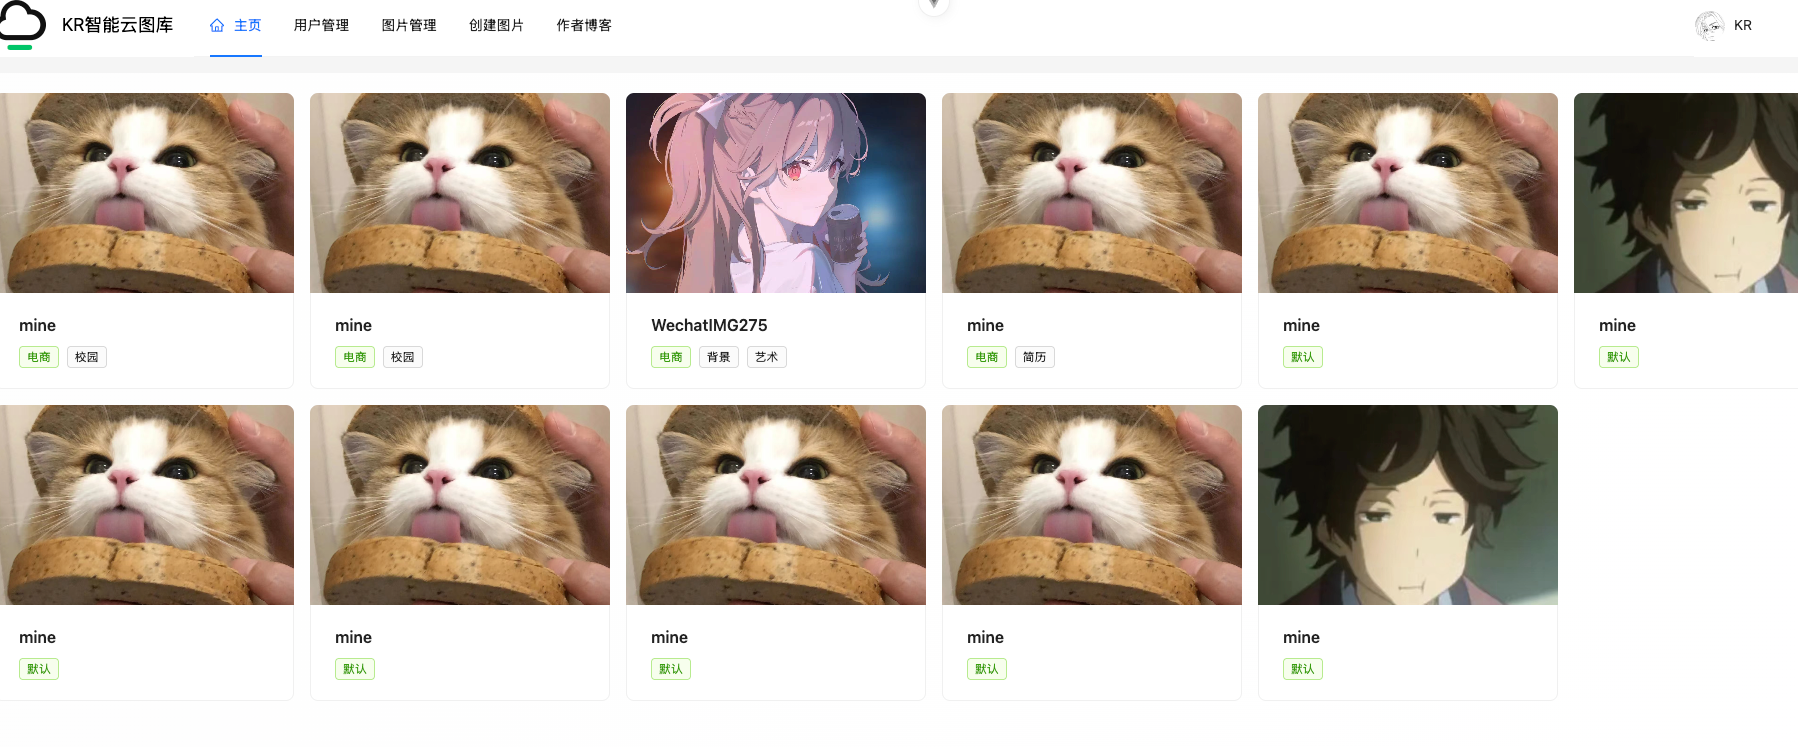 KR智能云图库 主页 用户管理 图片管理 创建图片 作者博客 KR
mine mine WechatIMG275 mine mine mine
电商 校园 电商 校园 电商 背景 艺术 电商 简历 默认 默认
mine mine mine mine mine
默认 默认 默认 默认 默认